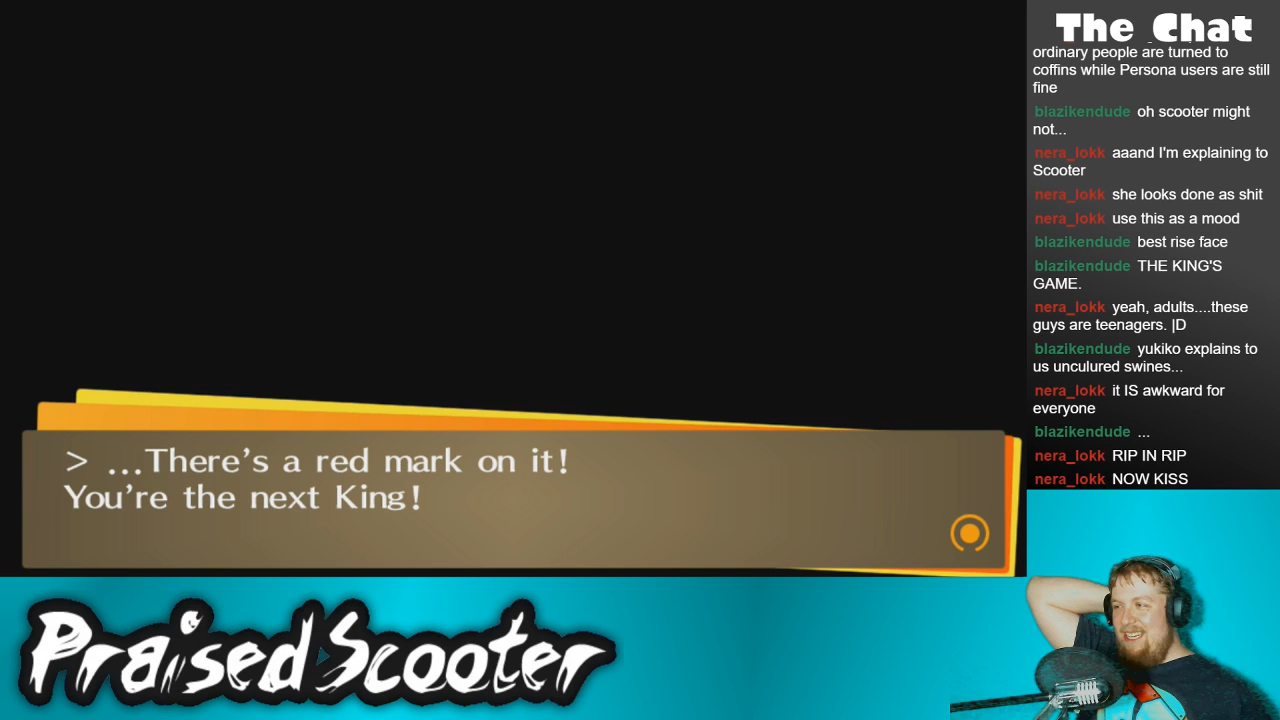 The Chat
ordinary people are turned to
coffins while Persona users are still
fine
blazikendude oh scooter might
not...
nera_lokk aaand I'm explaining to
Scooter
nera_lokk she looks done as shit
nera_lokk use this as a mood
blazikendude best rise face
blazikendude THE KING'S
GAME.
nera_lokk yeah, adults....these
guys are teenagers. |D
blazikendude yukiko explains to
us unculured swines...
nera_lokk it IS awkward for
everyone
blazikendude ...
nera_lokk RIP IN RIP
nera_lokk NOW KISS
> ...There's a red mark on it!
You're the next King!
PraisedScooter